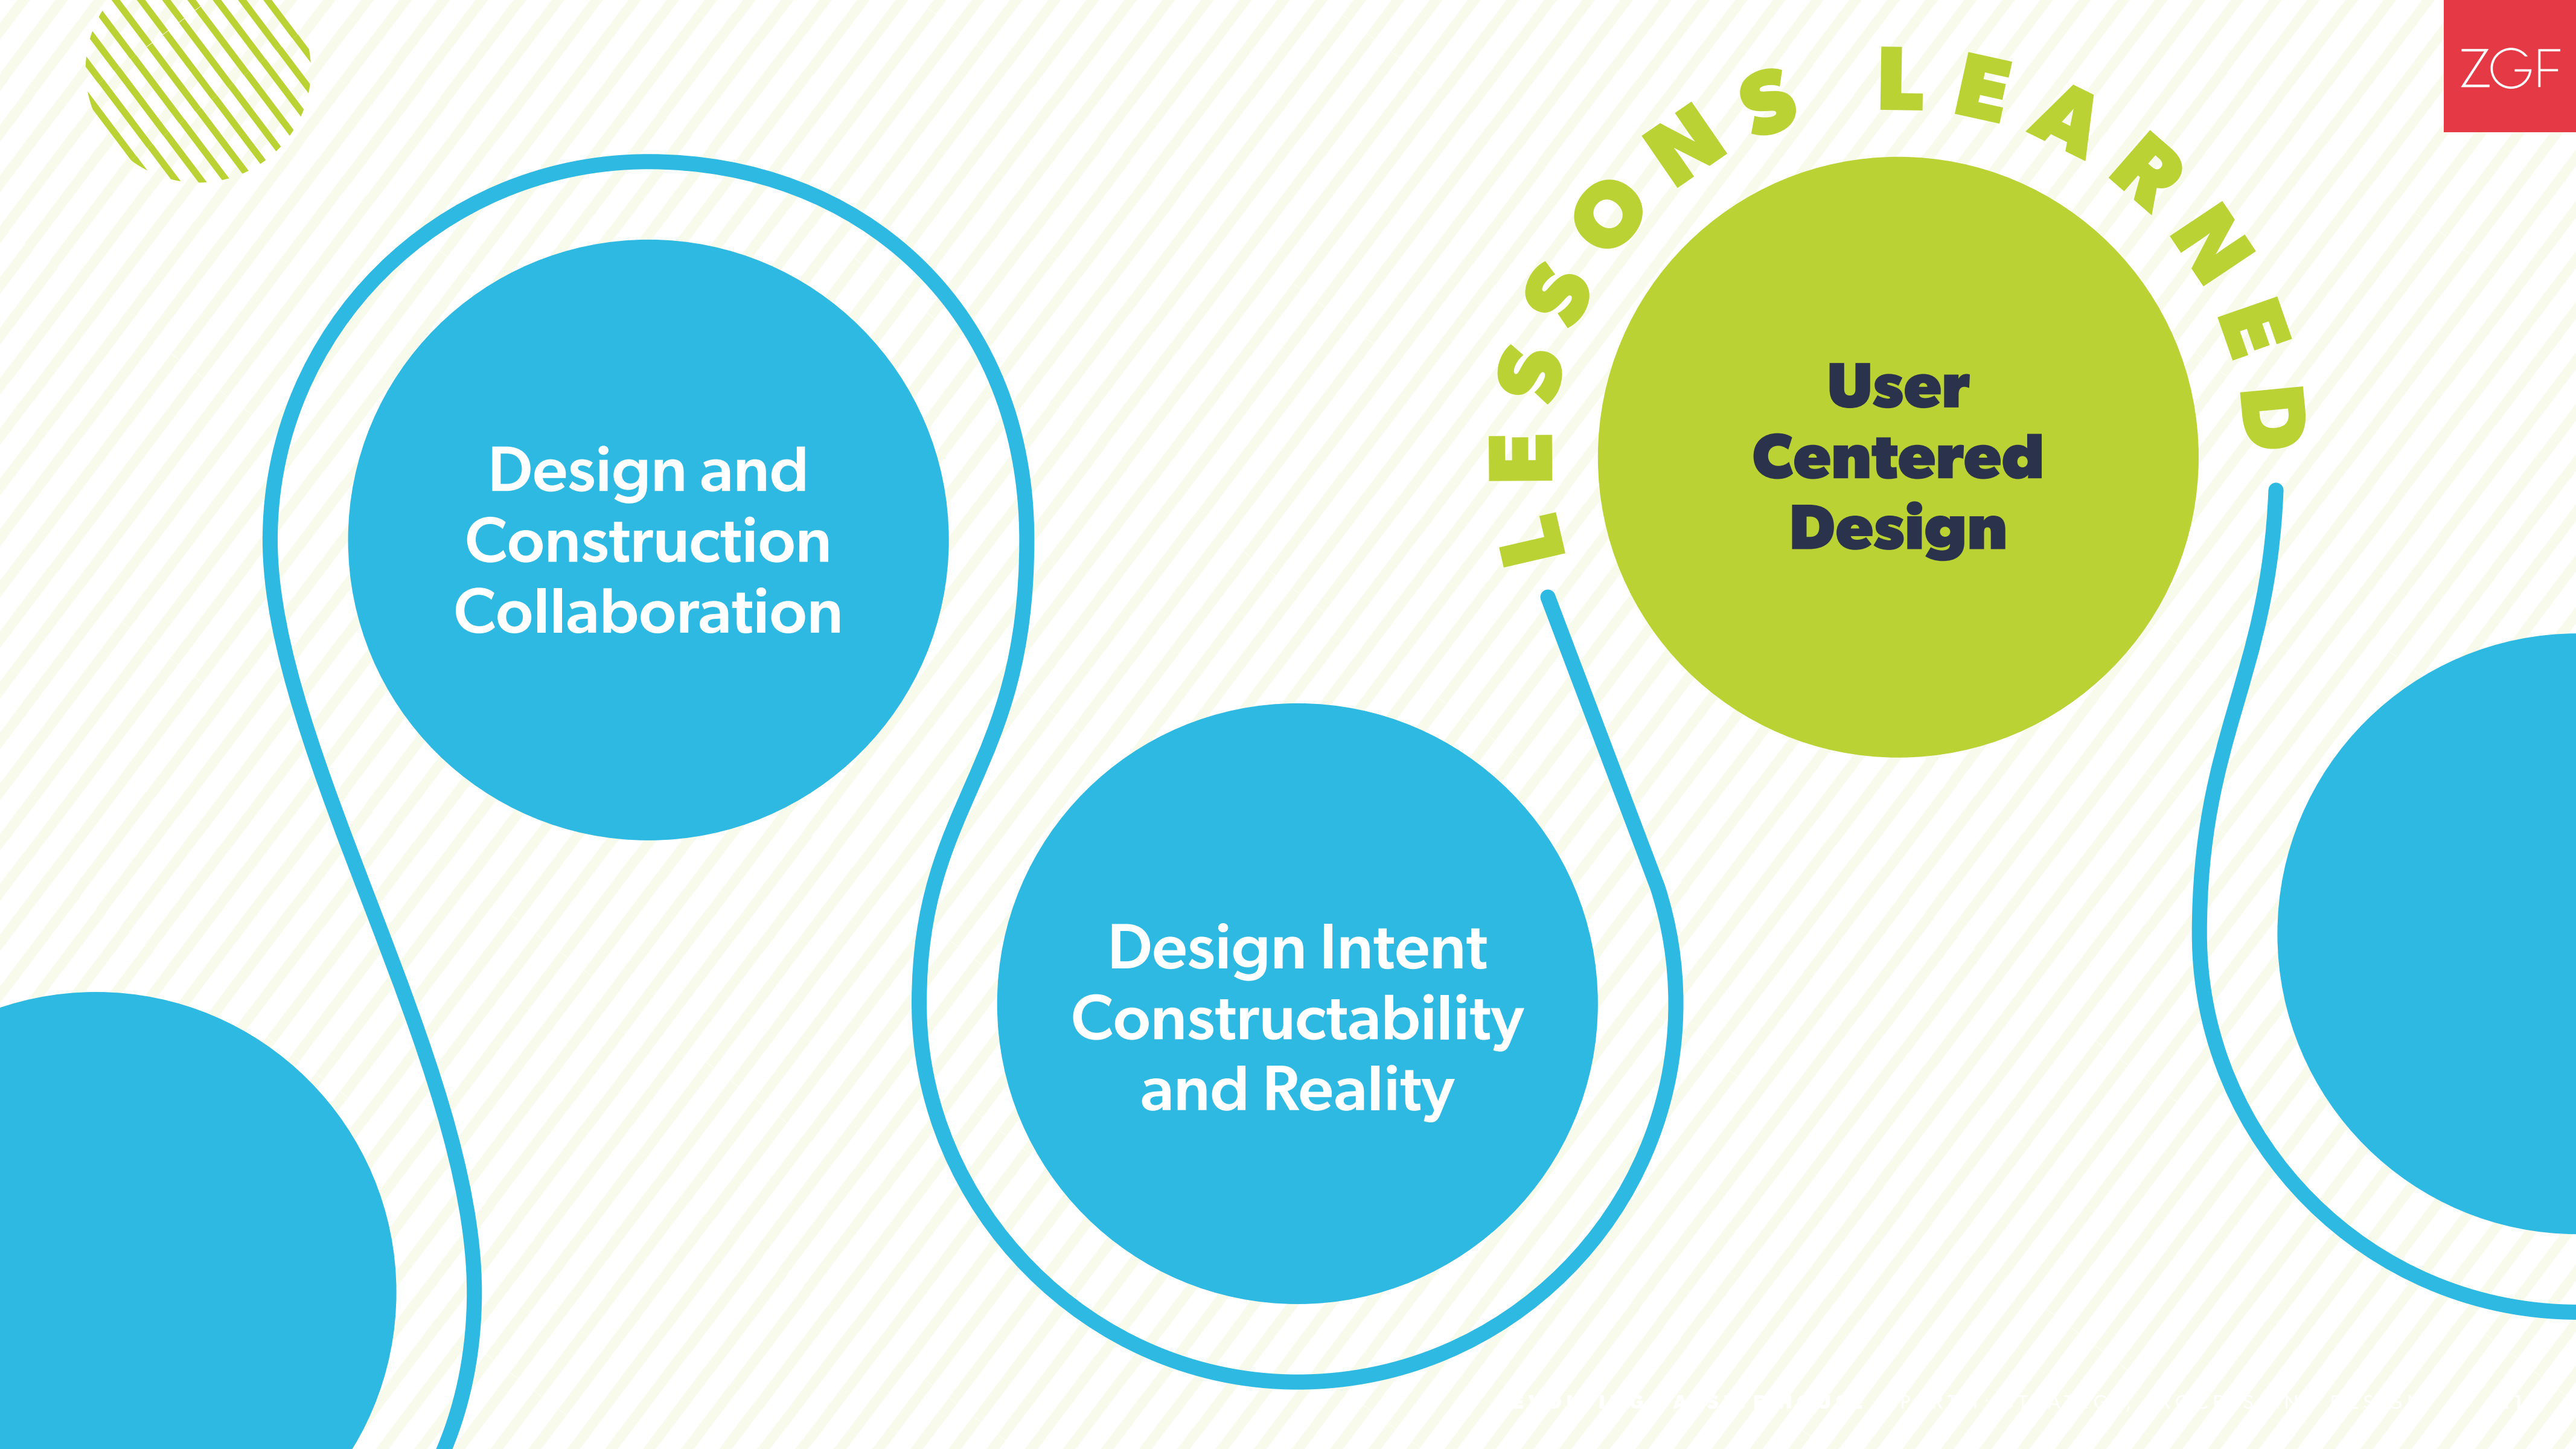 ZGF
LESSONS LEARNED
Design and
Construction
Collaboration
Design Intent
Constructability
and Reality
User
Centered
Design